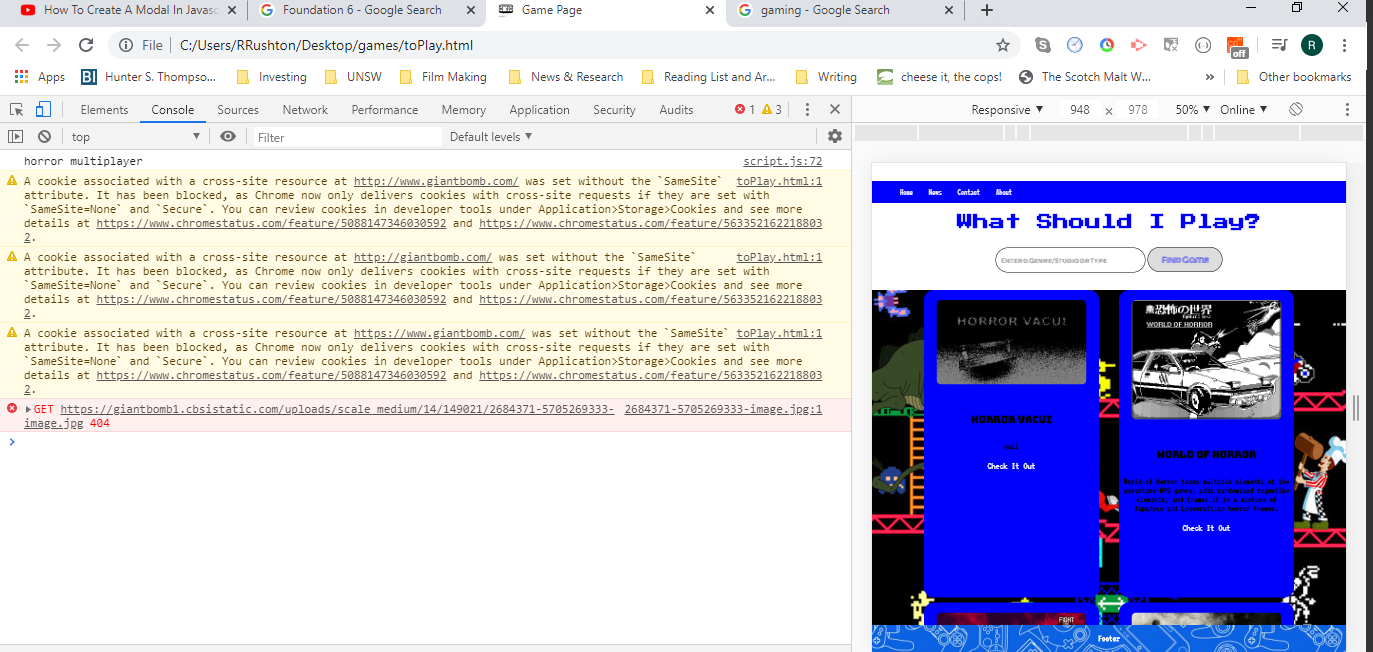 How To Create A Modal In Javasc
Foundation 6 - Google Search
Game Page
gaming - Google Search
File
C:/Users/RRushton/Desktop/games/toPlay.html
off
R
Apps
BI
Hunter S. Thompso...
Investing
UNSW
Film Making
News & Research
Reading List and Ar...
Writing
cheese it, the cops!
The Scotch Malt W...
»
Other bookmarks
Elements Console Sources Network Performance Memory Application Security Audits
1 3
Responsive 948 × 978 50% Online
top
Filter
Default levels
horror multiplayer script.js:72
A cookie associated with a cross-site resource at http://www.giantbomb.com/ was set without the `SameSite` toPlay.html:1
attribute. It has been blocked, as Chrome now only delivers cookies with cross-site requests if they are set with
`SameSite=None` and `Secure`. You can review cookies in developer tools under Application>Storage>Cookies and see more
details at https://www.chromestatus.com/feature/5088147346030592 and https://www.chromestatus.com/feature/563352162218803
2.
A cookie associated with a cross-site resource at http://giantbomb.com/ was set without the `SameSite` toPlay.html:1
attribute. It has been blocked, as Chrome now only delivers cookies with cross-site requests if they are set with
`SameSite=None` and `Secure`. You can review cookies in developer tools under Application>Storage>Cookies and see more
details at https://www.chromestatus.com/feature/5088147346030592 and https://www.chromestatus.com/feature/563352162218803
2.
A cookie associated with a cross-site resource at https://www.giantbomb.com/ was set without the `SameSite` toPlay.html:1
attribute. It has been blocked, as Chrome now only delivers cookies with cross-site requests if they are set with
`SameSite=None` and `Secure`. You can review cookies in developer tools under Application>Storage>Cookies and see more
details at https://www.chromestatus.com/feature/5088147346030592 and https://www.chromestatus.com/feature/563352162218803
2.
GET https://giantbomb1.cbsistatic.com/uploads/scale_medium/14/149021/2684371-5705269333- 2684371-5705269333-image.jpg:1
image.jpg 404
Home News Contact About
What Should I Play?
Enter a Genre/Studio or Type
Find Game
HORROR VACUI
HORROR VACUI
null
Check It Out
恐怖の世界
WORLD OF HORROR
WORLD OF HORROR
World of Horror takes multiple elements of the
adventure-RPG genre, adds randomized roguelike
elements, and frames it in a mixture of
Japanese and Lovecraftian horror themes.
Check It Out
FIGHT
Footer